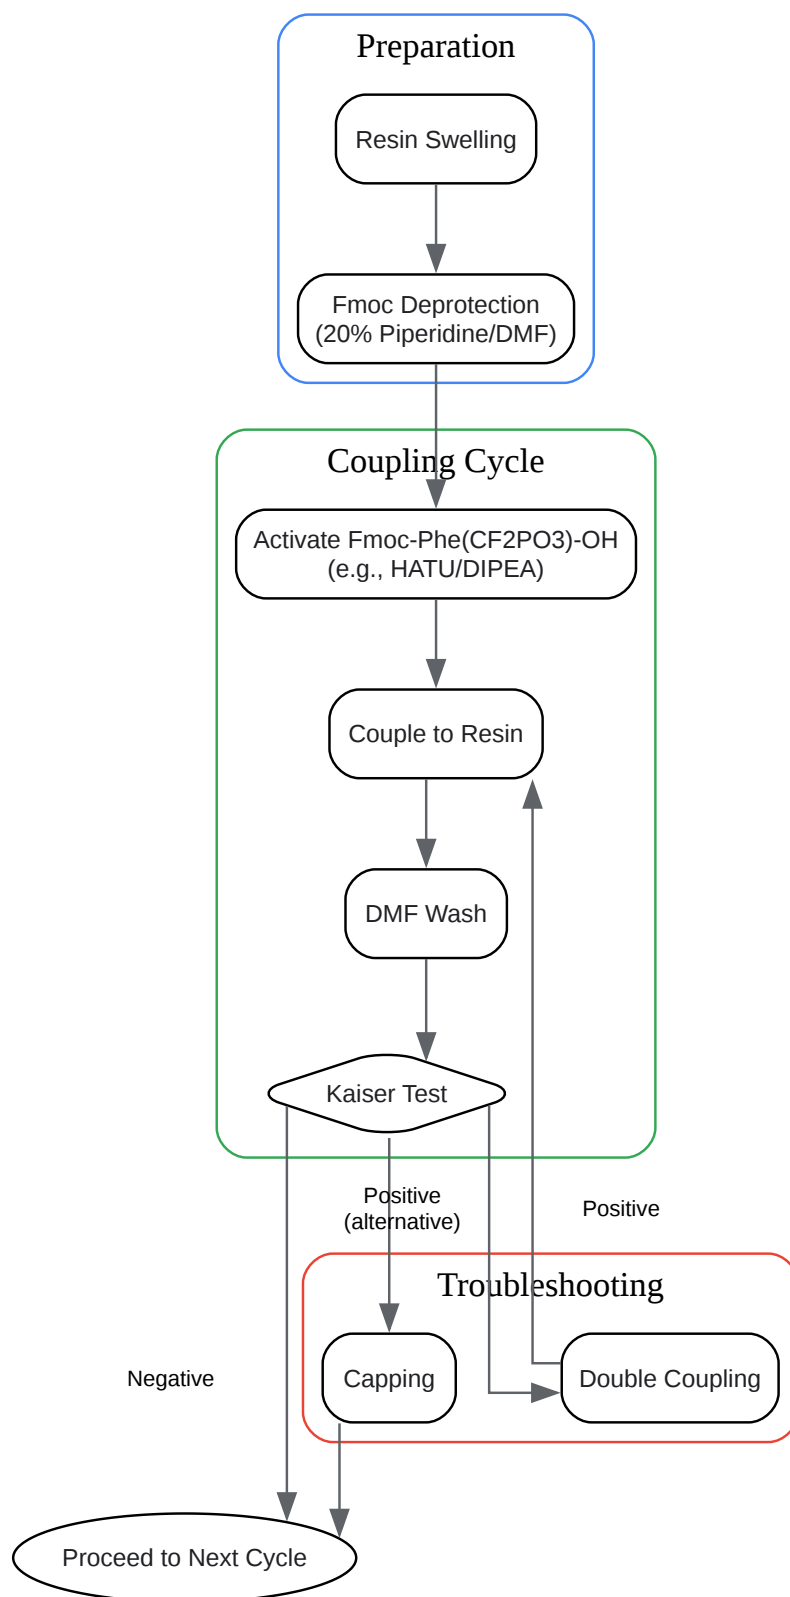 Preparation
Resin Swelling
Fmoc Deprotection
(20% Piperidine/DMF)
Coupling Cycle
Activate Fmoc-Phe(CF2PO3)-OH
(e.g., HATU/DIPEA)
Couple to Resin
DMF Wash
Kaiser Test
Positive
(alternative)
Positive
Troubleshooting
Negative
Capping
Double Coupling
Proceed to Next Cycle